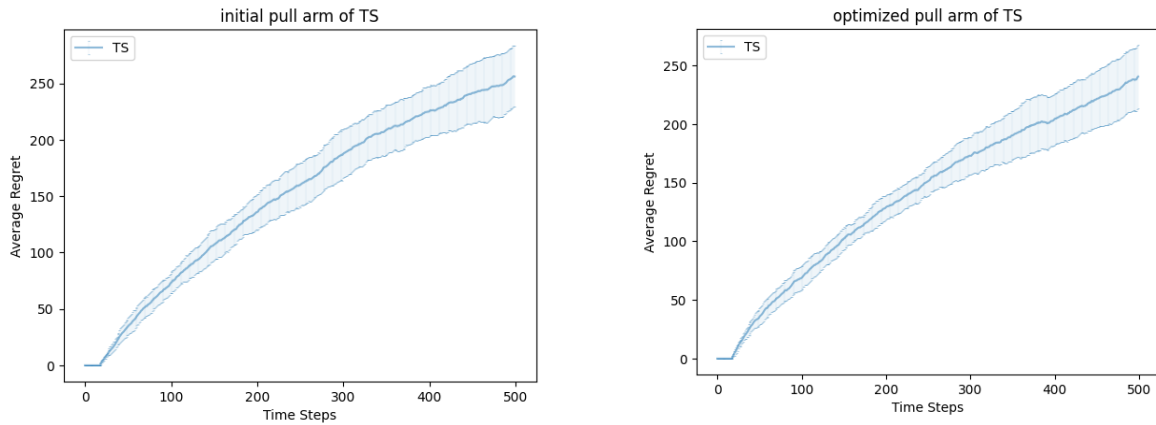 initial pull arm of TS
TS
250
200
150
100
50
0
Average Regret
0 100 200 300 400 500
Time Steps
optimized pull arm of TS
TS
250
200
150
100
50
0
Average Regret
0 100 200 300 400 500
Time Steps